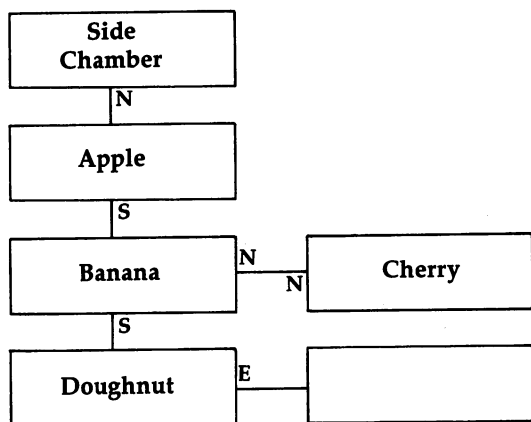 Side
Chamber
N
Apple
S
N
Banana
N
Cherry
S
Doughnut
E